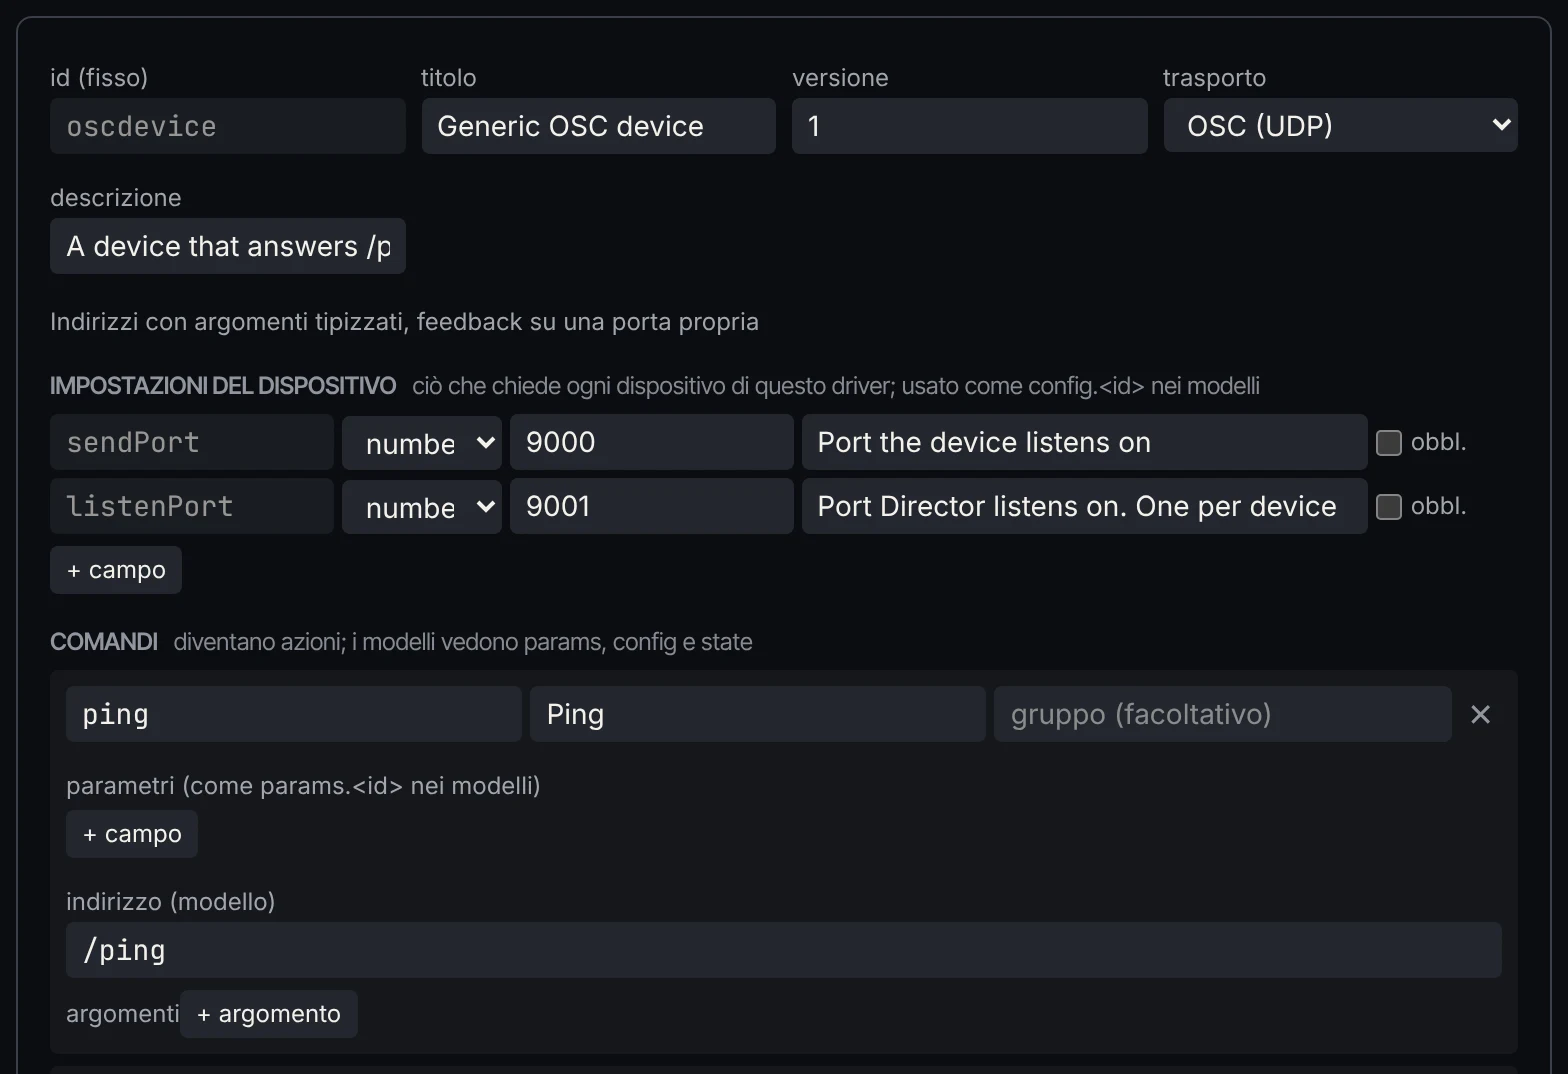 id (fisso) titolo versione trasporto
oscdevice Generic OSC device 1 OSC (UDP)
descrizione
A device that answers /p
Indirizzi con argomenti tipizzati, feedback su una porta propria
IMPOSTAZIONI DEL DISPOSITIVO ciò che chiede ogni dispositivo di questo driver; usato come config.<id> nei modelli
sendPort numbe 9000 Port the device listens on obbl.
listenPort numbe 9001 Port Director listens on. One per device obbl.
+ campo
COMANDI diventano azioni; i modelli vedono params, config e state
ping Ping gruppo (facoltativo) ✕
parametri (come params.<id> nei modelli)
+ campo
indirizzo (modello)
/ping
argomenti + argomento